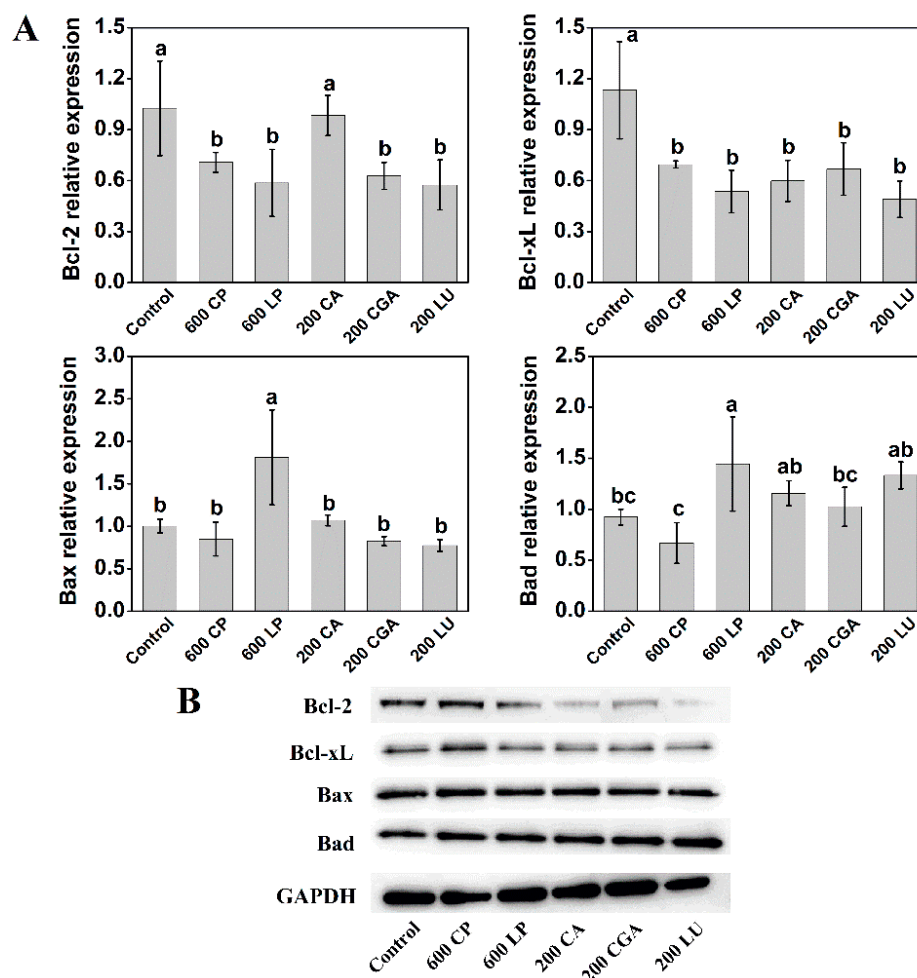 A
Bcl-2 relative expression
1.5
1.2
0.9
0.6
0.3
0.0
a
b
b
a
b
b
Control
600 CP
600 LP
200 CA
200 CGA
200 LU
Bcl-xL relative expression
1.5
1.2
0.9
0.6
0.3
0.0
a
b
b
b
b
b
Control
600 CP
600 LP
200 CA
200 CGA
200 LU
Bax relative expression
3.0
2.5
2.0
1.5
1.0
0.5
0.0
b
b
a
b
b
b
Control
600 CP
600 LP
200 CA
200 CGA
200 LU
Bad relative expression
2.5
2.0
1.5
1.0
0.5
0.0
bc
c
a
ab
bc
ab
Control
600 CP
600 LP
200 CA
200 CGA
200 LU
B
Bcl-2
Bcl-xL
Bax
Bad
GAPDH
Control
600 CP
600 LP
200 CA
200 CGA
200 LU